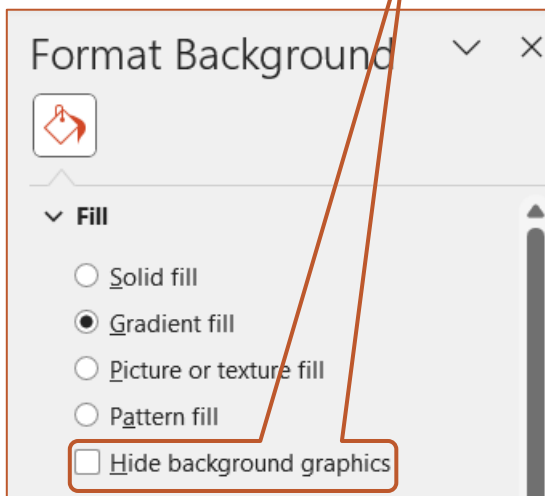 Format Background
Fill
Solid fill
Gradient fill
Picture or texture fill
Pattern fill
Hide background graphics